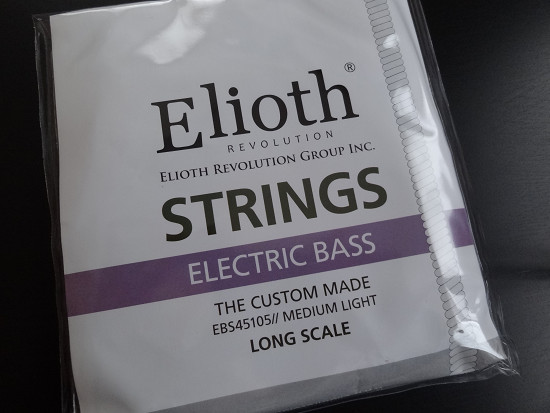 Elioth®
REVOLUTION
ELIOTH REVOLUTION GROUP INC.
STRINGS
ELECTRIC BASS
THE CUSTOM MADE
EBS45105// MEDIUM LIGHT
LONG SCALE